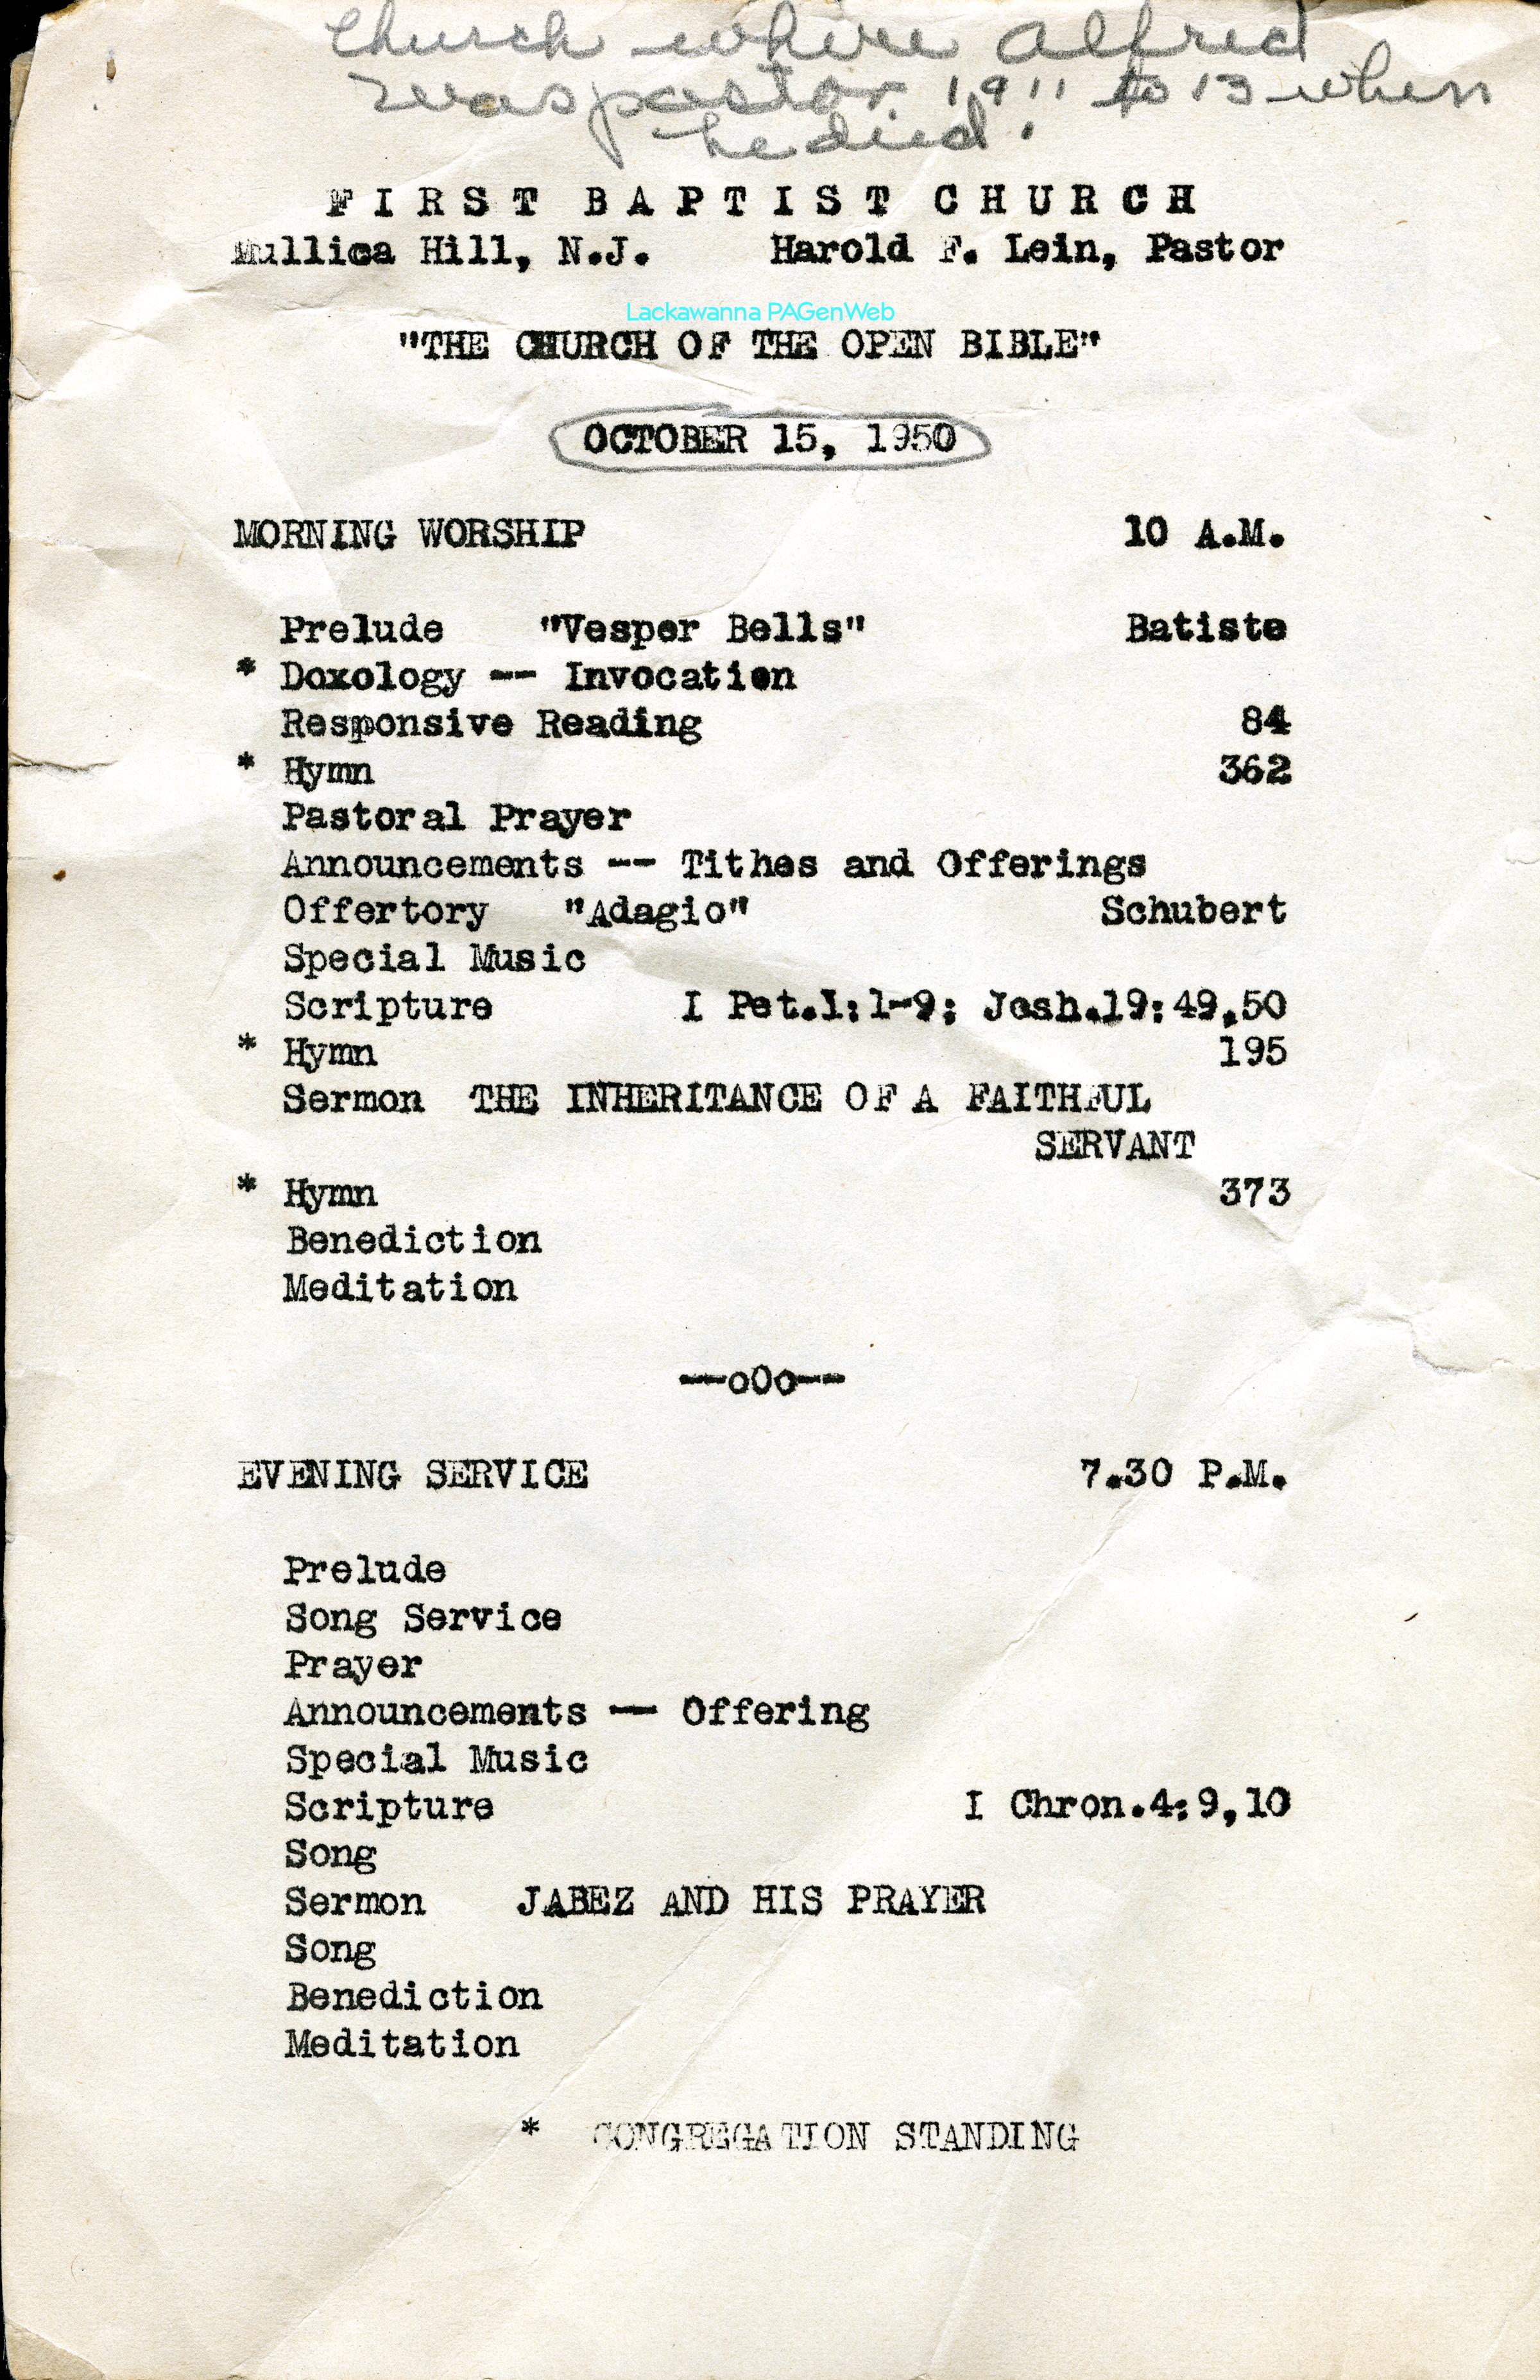 Church where Alfred
was pastor 1911 to 13 when
he died.
FIRST BAPTIST CHURCH
Mullica Hill, N.J. Harold F. Lein, Pastor
Lackawanna PAGenWeb
"THE CHURCH OF THE OPEN BIBLE"
OCTOBER 15, 1950
MORNING WORSHIP 10 A.M.
Prelude "Vesper Bells" Batiste
* Doxology -- Invocation
Responsive Reading 84
* Hymn 362
Pastoral Prayer
Announcements -- Tithes and Offerings
Offertory "Adagio" Schubert
Special Music
Scripture I Pet.1:1-9; Josh.19:49,50
* Hymn 195
Sermon THE INHERITANCE OF A FAITHFUL
SERVANT
* Hymn 373
Benediction
Meditation
--oOo--
EVENING SERVICE 7.30 P.M.
Prelude
Song Service
Prayer
Announcements -- Offering
Special Music
Scripture I Chron.4:9,10
Song
Sermon JABEZ AND HIS PRAYER
Song
Benediction
Meditation
* CONGREGATION STANDING